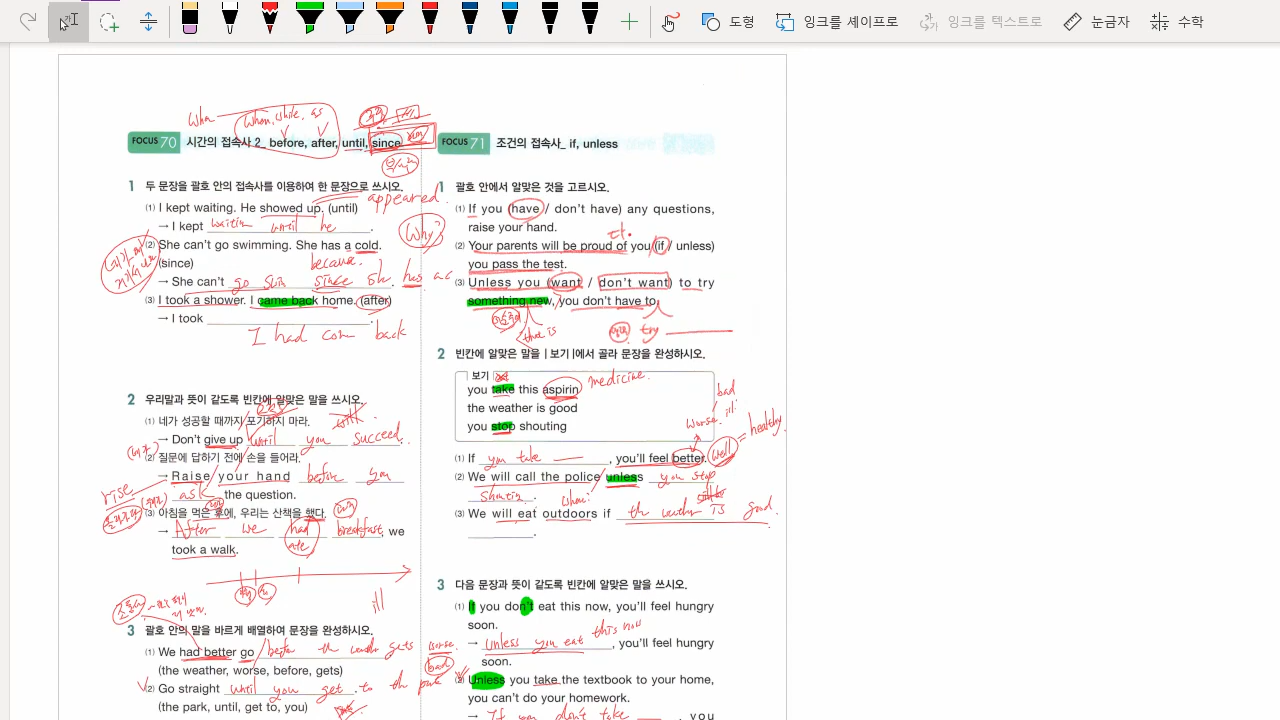 도형
잉크를 셰이프로
잉크를 텍스트로
눈금자
수학
When
when, while, as
FOCUS 70 시간의 접속사 2_ before, after, until, since
1 두 문장을 괄호 안의 접속사를 이용하여 한 문장으로 쓰시오.
appeared
(1) I kept waiting. He showed up. (until)
→ I kept waitin until he.
Why?
(2) She can't go swimming. She has a cold.
(since)
because.
→ She can't go swim since she has a c
(3) I took a shower. I came back home. (after)
→ I took
I had com back
2 우리말과 뜻이 같도록 빈칸에 알맞은 말을 쓰시오.
(1) 네가 성공할 때까지 포기하지 마라.
will
→ Don't give up until you succeed.
(2) 질문에 답하기 전에 손을 들어라.
→ Raise your hand before you
rise
ask the question.
(3) 아침을 먹은 후에, 우리는 산책을 했다.
→ After we had breakfast, we
ate
took a walk.
조동사
ill
3 괄호 안의 말을 바르게 배열하여 문장을 완성하시오.
(1) We had better go before the weather gets worse.
(the weather, worse, before, gets)
bad
(2) Go straight until you get to the park
(the park, until, get to, you)
FOCUS 71 조건의 접속사_ if, unless
1 괄호 안에서 알맞은 것을 고르시오.
(1) If you (have / don't have) any questions,
raise your hand.
(2) Your parents will be proud of you (if / unless)
you pass the test.
(3) Unless you (want / don't want) to try
something new, you don't have to.
that is
try
2 빈칸에 알맞은 말을 |보기|에서 골라 문장을 완성하시오.
보기
you take this aspirin medicine.
the weather is good
you stop shouting
bad
ill
worse
(1) If you take, you'll feel better.
well = healthy.
(2) We will call the police unless you stop
shoutin.
(3) We will eat outdoors if th weather is good
.
3 다음 문장과 뜻이 같도록 빈칸에 알맞은 말을 쓰시오.
(1) If you don't eat this now, you'll feel hungry
soon.
→ unless you eat this now, you'll feel hungry
soon.
(2) Unless you take the textbook to your home,
you can't do your homework.
→ If you don't take, you